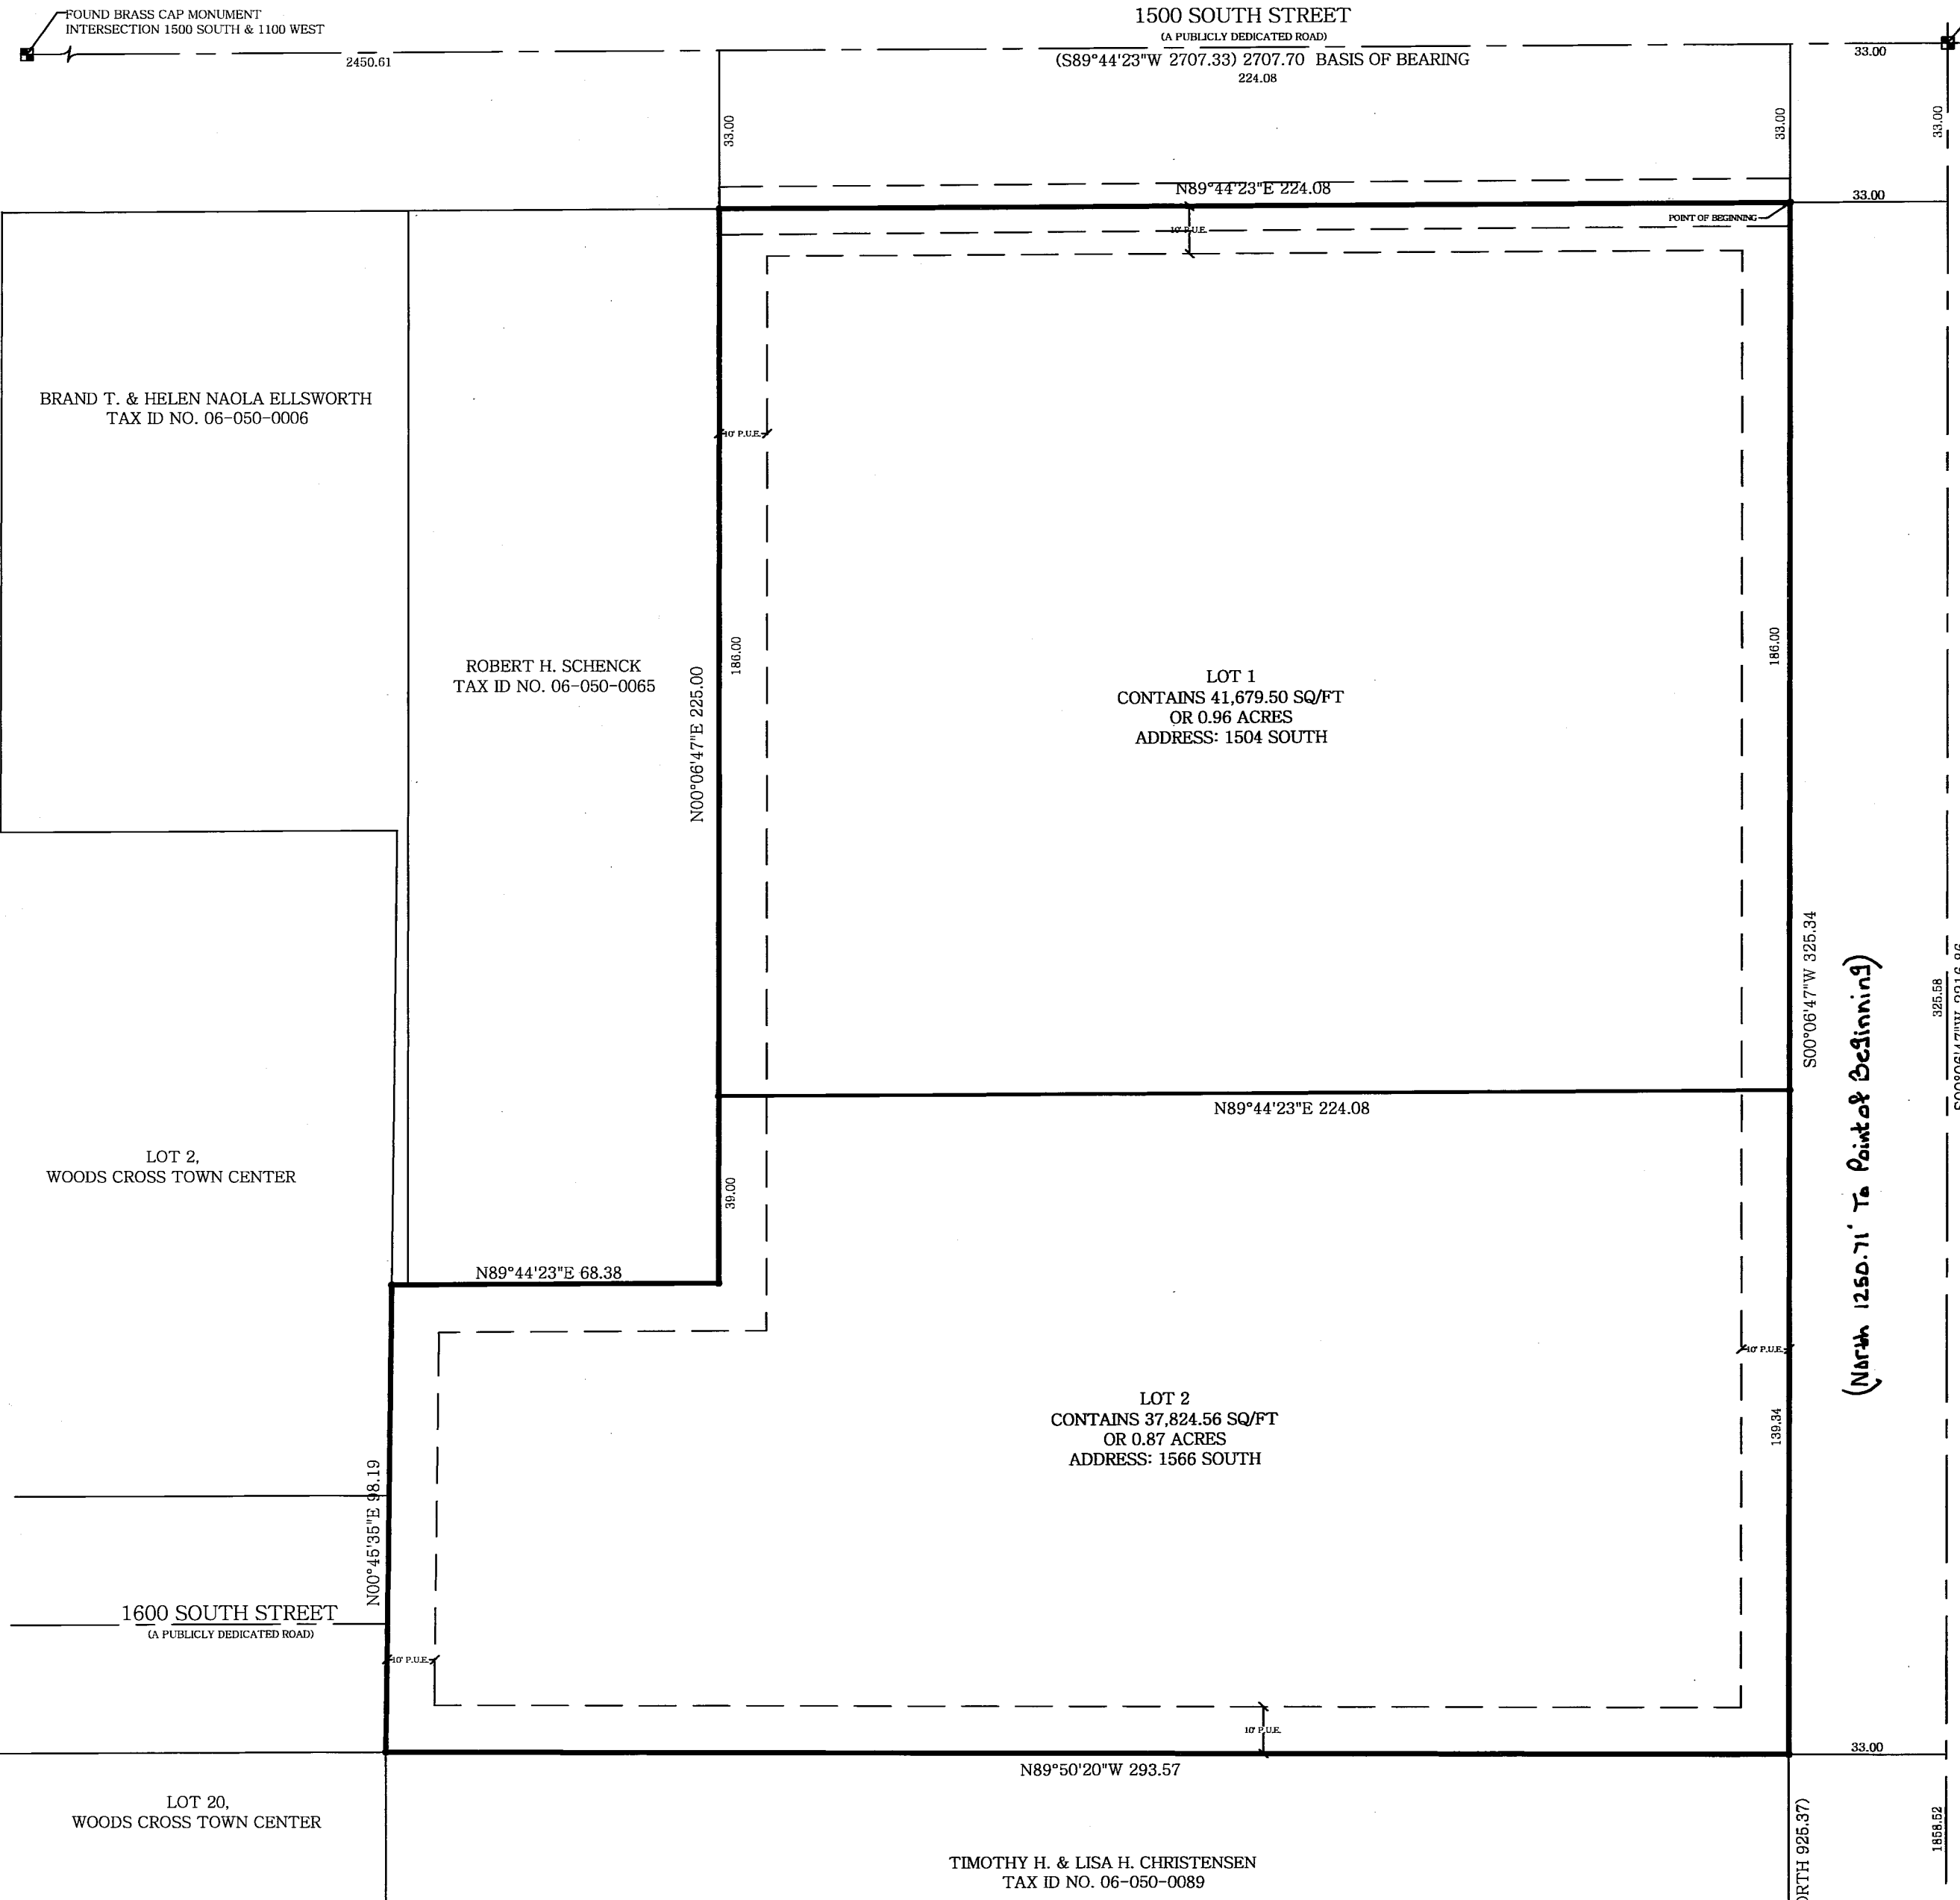 FOUND BRASS CAP MONUMENT
INTERSECTION 1500 SOUTH & 1100 WEST
1500 SOUTH STREET
(A PUBLICLY DEDICATED ROAD)
2450.61
(S89°44'23"W 2707.33) 2707.70 BASIS OF BEARING
224.08
33.00
33.00
33.00
33.00
N89°44'23"E 224.08
33.00
POINT OF BEGINNING
10' P.U.E.
BRAND T. & HELEN NAOLA ELLSWORTH
TAX ID NO. 06-050-0006
10' P.U.E.
ROBERT H. SCHENCK
TAX ID NO. 06-050-0065
N00°06'47"E 225.00
186.00
LOT 1
CONTAINS 41,679.50 SQ/FT
OR 0.96 ACRES
ADDRESS: 1504 SOUTH
186.00
S00°06'47"W 325.34
(North 1250.71' To Point of Beginning)
325.58
N89°44'23"E 224.08
LOT 2,
WOODS CROSS TOWN CENTER
39.00
N89°44'23"E 68.38
10' P.U.E.
LOT 2
CONTAINS 37,824.56 SQ/FT
OR 0.87 ACRES
ADDRESS: 1566 SOUTH
139.34
N00°45'35"E 98.19
1600 SOUTH STREET
(A PUBLICLY DEDICATED ROAD)
10' P.U.E.
10' P.U.E.
33.00
N89°50'20"W 293.57
LOT 20,
WOODS CROSS TOWN CENTER
TIMOTHY H. & LISA H. CHRISTENSEN
TAX ID NO. 06-050-0089
925.37)
1858.52